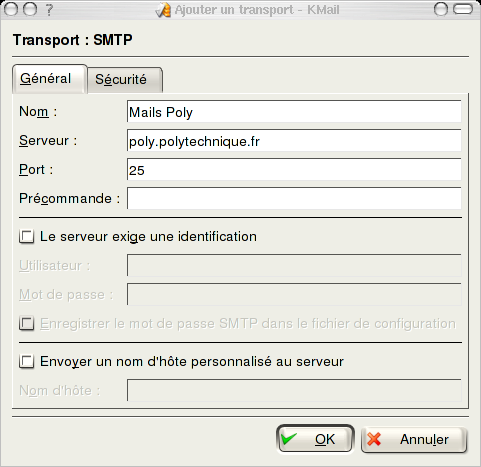 Ajouter un transport - KMail
Transport : SMTP
Général Sécurité
Nom : Mails Poly
Serveur : poly.polytechnique.fr
Port : 25
Précommande :
Le serveur exige une identification
Utilisateur :
Mot de passe :
Enregistrer le mot de passe SMTP dans le fichier de configuration
Envoyer un nom d'hôte personnalisé au serveur
Nom d'hôte :
OK Annuler